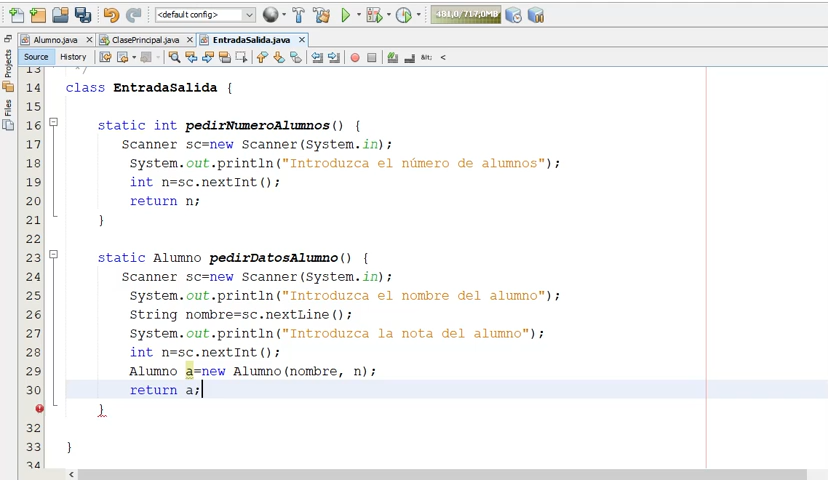 <default config>
481,0/717,0MB
Alumno.java
ClasePrincipal.java
EntradaSalida.java
Source
History
Projects
Files
13 */
14 class EntradaSalida {
15
16 static int pedirNumeroAlumnos() {
17 Scanner sc=new Scanner(System.in);
18 System.out.println("Introduzca el número de alumnos");
19 int n=sc.nextInt();
20 return n;
21 }
22
23 static Alumno pedirDatosAlumno() {
24 Scanner sc=new Scanner(System.in);
25 System.out.println("Introduzca el nombre del alumno");
26 String nombre=sc.nextLine();
27 System.out.println("Introduzca la nota del alumno");
28 int n=sc.nextInt();
29 Alumno a=new Alumno(nombre, n);
30 return a;
}
32
33 }
34